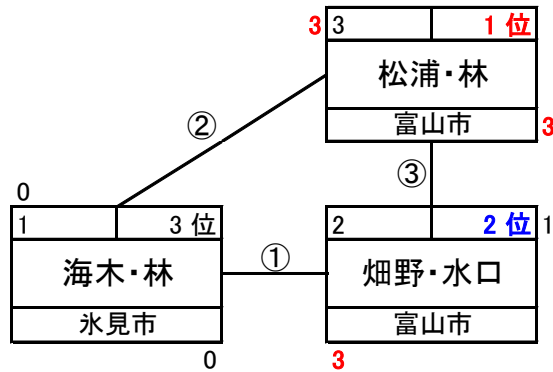 3 3 1 位
松浦・林
富山市 3
②
③
0
1 3 位
海木・林
氷見市
0
①
2 2 位 1
畑野・水口
富山市
3